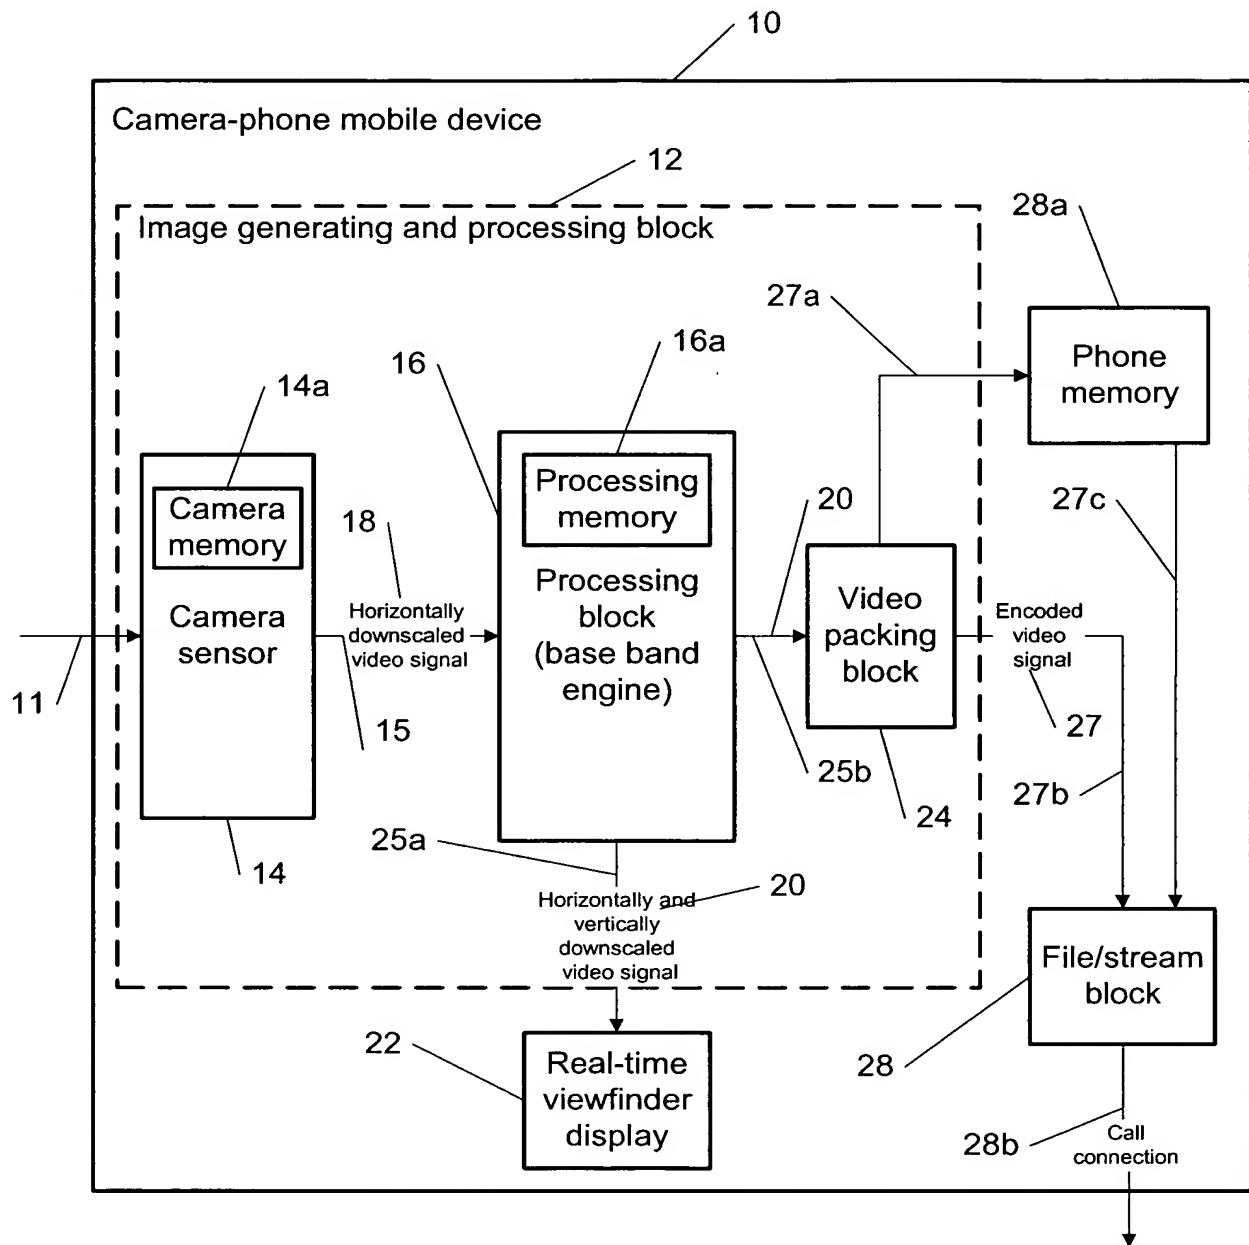 10
Camera-phone mobile device
12
Image generating and processing block
28a
27a
Phone
memory
16
16a
14a
Processing
memory
Camera
memory
18
20
27c
Processing
block
(base band
engine)
Camera
sensor
Horizontally
downscaled
video signal
Video
packing
block
Encoded
video
signal
11
15
25b
27
27b
24
25a
14
20
Horizontally and
vertically
downscaled
video signal
File/stream
block
22
Real-time
viewfinder
display
28
28b
Call
connection